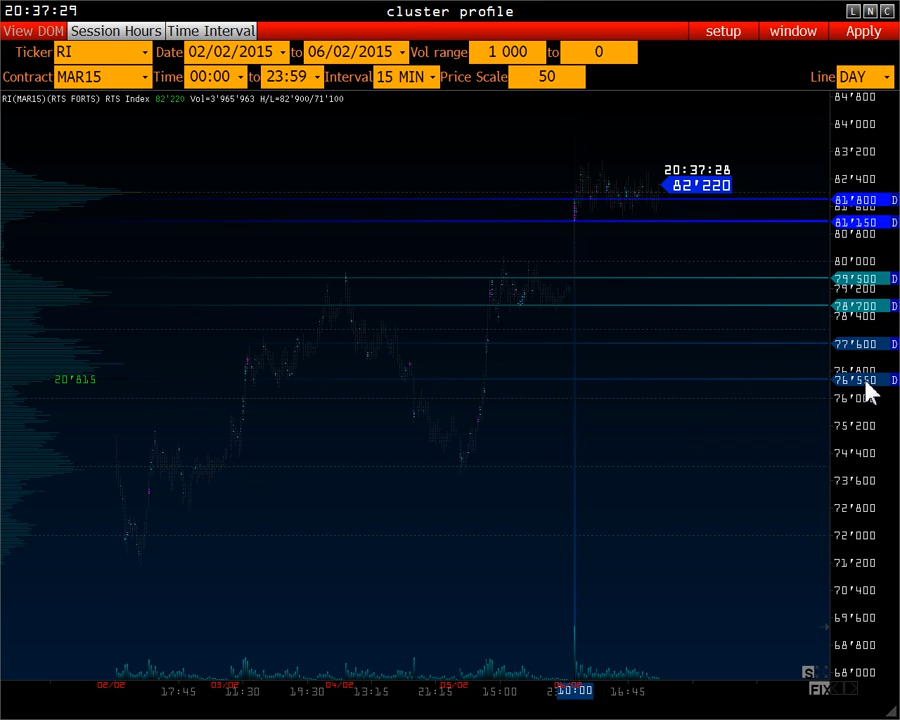 20:37:29 cluster profile L N C
View DOM Session Hours Time Interval setup window Apply
Ticker RI Date 02/02/2015 to 06/02/2015 Vol range 1 000 to 0
Contract MAR15 Time 00:00 to 23:59 Interval 15 MIN Price Scale 50 Line DAY
RI(MAR15)(RTS FORTS) RTS Index 82'220 Vol=3'965'963 H/L=82'900/71'100
84'800
84'000
83'200
20:37:28
82'400
82'220
81'800 D
81'600
81'150 D
80'800
80'000
79'500 D
79'200
78'700 D
78'400
77'600 D
76'800
20'815
76'550 D
76'000
75'200
74'400
73'600
72'800
72'000
70'400
69'600
68'800
68'000
S
FIX
02/02 03/02 04/02 05/02
17:45 11:30 19:30 13:15 21:15 15:00 10:00 16:45